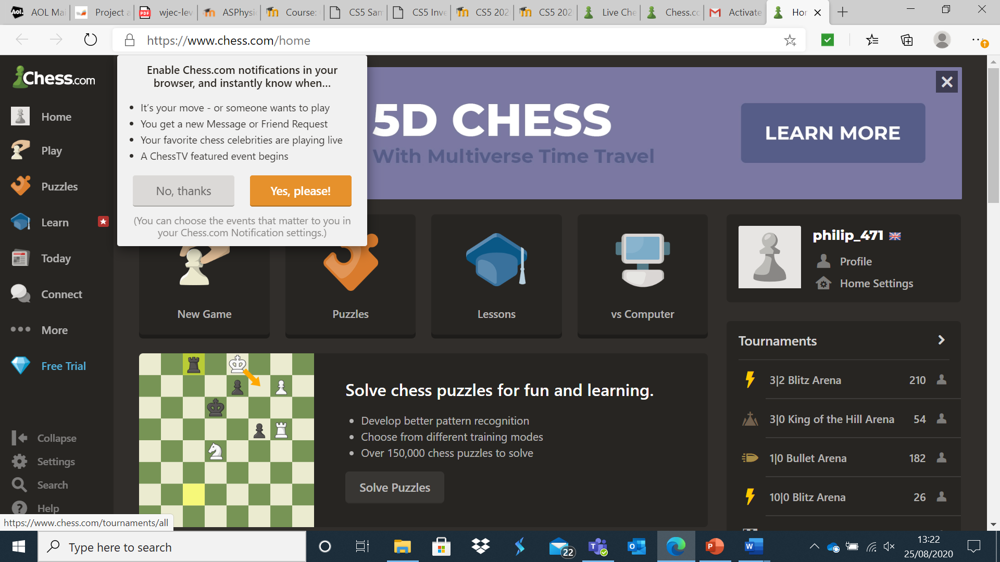 Aol.
AOL Mai
Project a
PDF
wjec-lev
ASPhysic
Course:
CS5 Sam
CS5 Inve
CS5 202
CS5 202
Live Che
Chess.co
Activate
Hor
https://www.chess.com/home
Chess.com
Home
Play
Puzzles
Learn
Today
Connect
More
Free Trial
Collapse
Settings
Search
Help
https://www.chess.com/tournaments/all
Enable Chess.com notifications in your
browser, and instantly know when...
It's your move - or someone wants to play
You get a new Message or Friend Request
Your favorite chess celebrities are playing live
A ChessTV featured event begins
No, thanks
Yes, please!
(You can choose the events that matter to you in
your Chess.com Notification settings.)
5D CHESS
With Multiverse Time Travel
LEARN MORE
New Game
Puzzles
Lessons
vs Computer
philip_471
Profile
Home Settings
Solve chess puzzles for fun and learning.
Develop better pattern recognition
Choose from different training modes
Over 150,000 chess puzzles to solve
Solve Puzzles
Tournaments
3|2 Blitz Arena 210
3|0 King of the Hill Arena 54
1|0 Bullet Arena 182
10|0 Blitz Arena 26
Type here to search
22
T
O
P
W
13:22
25/08/2020